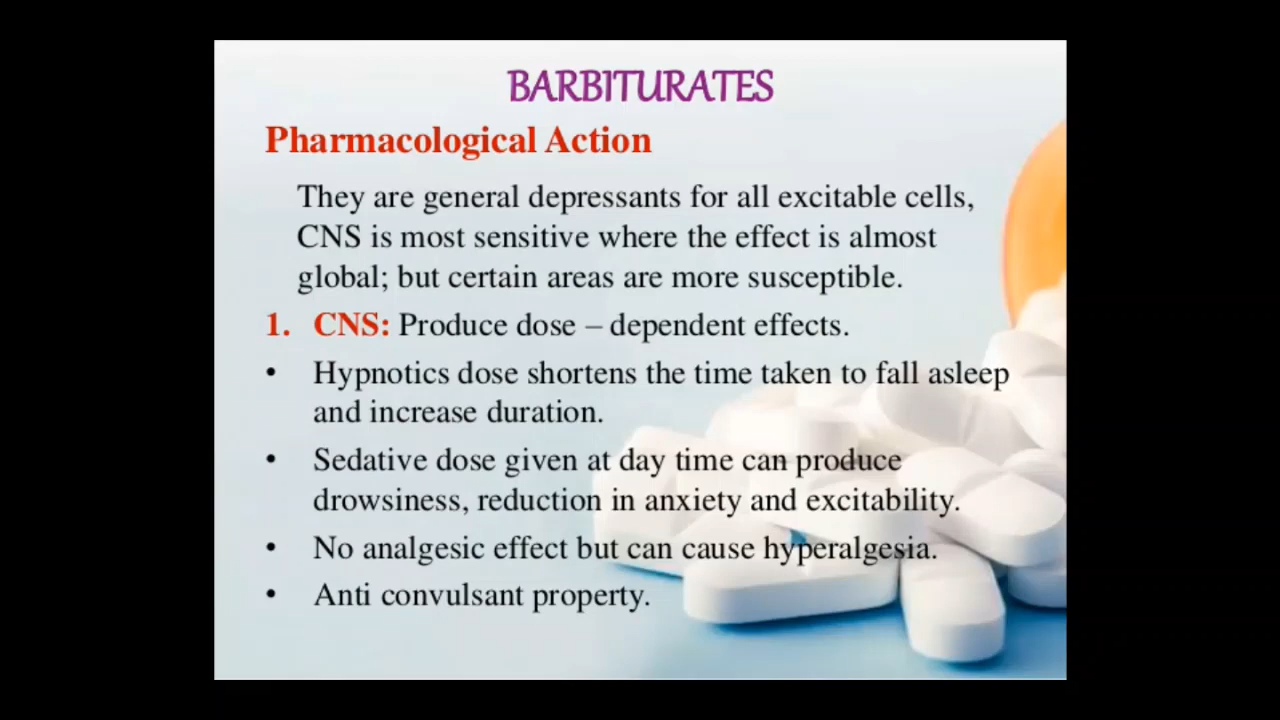 BARBITURATES
Pharmacological Action
They are general depressants for all excitable cells,
CNS is most sensitive where the effect is almost
global; but certain areas are more susceptible.
1. CNS: Produce dose – dependent effects.
• Hypnotics dose shortens the time taken to fall asleep
and increase duration.
• Sedative dose given at day time can produce
drowsiness, reduction in anxiety and excitability.
• No analgesic effect but can cause hyperalgesia.
• Anti convulsant property.